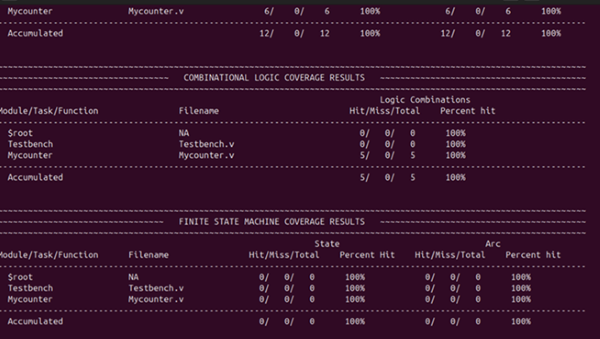 Mycounter Mycounter.v 6/ 0/ 6 100% 6/ 0/ 6 100%
Accumulated 12/ 0/ 12 100% 12/ 0/ 12 100%
COMBINATIONAL LOGIC COVERAGE RESULTS
Logic Combinations
Module/Task/Function Filename Hit/Miss/Total Percent hit
$root NA 0/ 0/ 0 100%
Testbench Testbench.v 0/ 0/ 0 100%
Mycounter Mycounter.v 5/ 0/ 5 100%
Accumulated 5/ 0/ 5 100%
FINITE STATE MACHINE COVERAGE RESULTS
State Arc
Module/Task/Function Filename Hit/Miss/Total Percent Hit Hit/Miss/Total Percent hit
$root NA 0/ 0/ 0 100% 0/ 0/ 0 100%
Testbench Testbench.v 0/ 0/ 0 100% 0/ 0/ 0 100%
Mycounter Mycounter.v 0/ 0/ 0 100% 0/ 0/ 0 100%
Accumulated 0/ 0/ 0 100% 0/ 0/ 0 100%